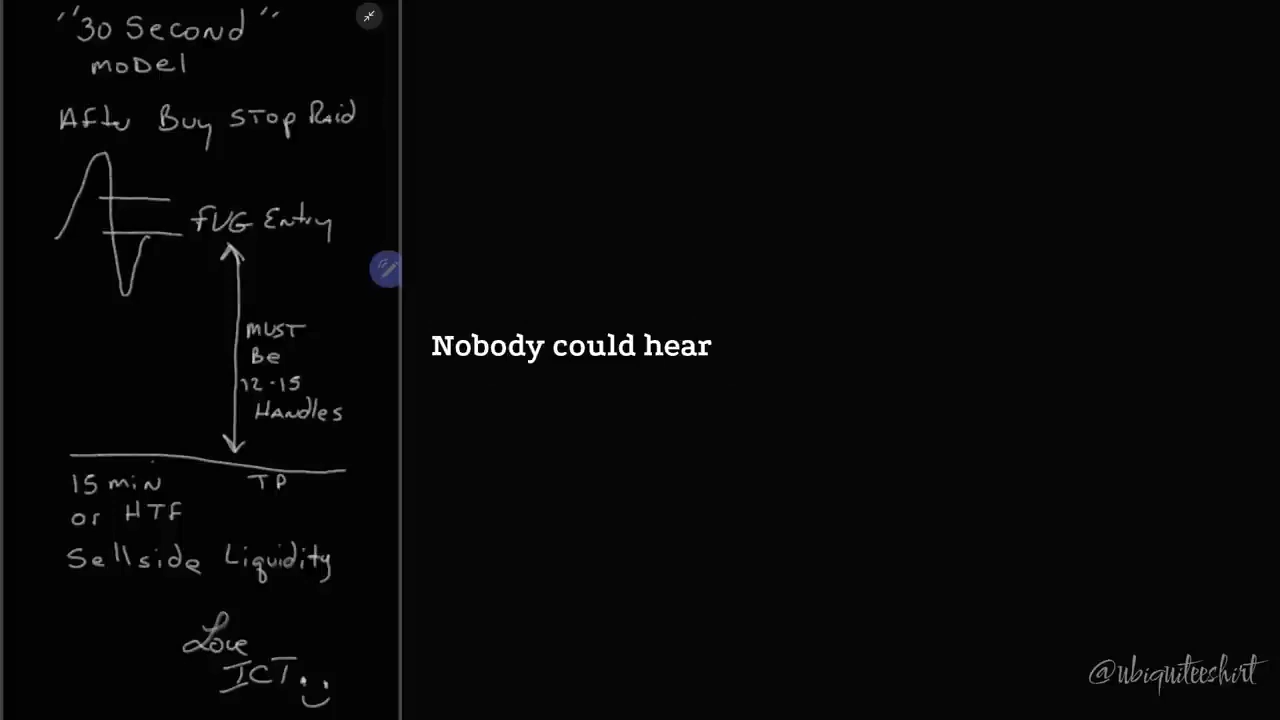 "30 Second"
model
After Buy Stop Raid
FVG Entry
MUST
Be
12-15
HANdles
15 min
TP
or HTF
Sellside Liquidity
Love
ICT
Nobody could hear
@ubiquiteeshirt